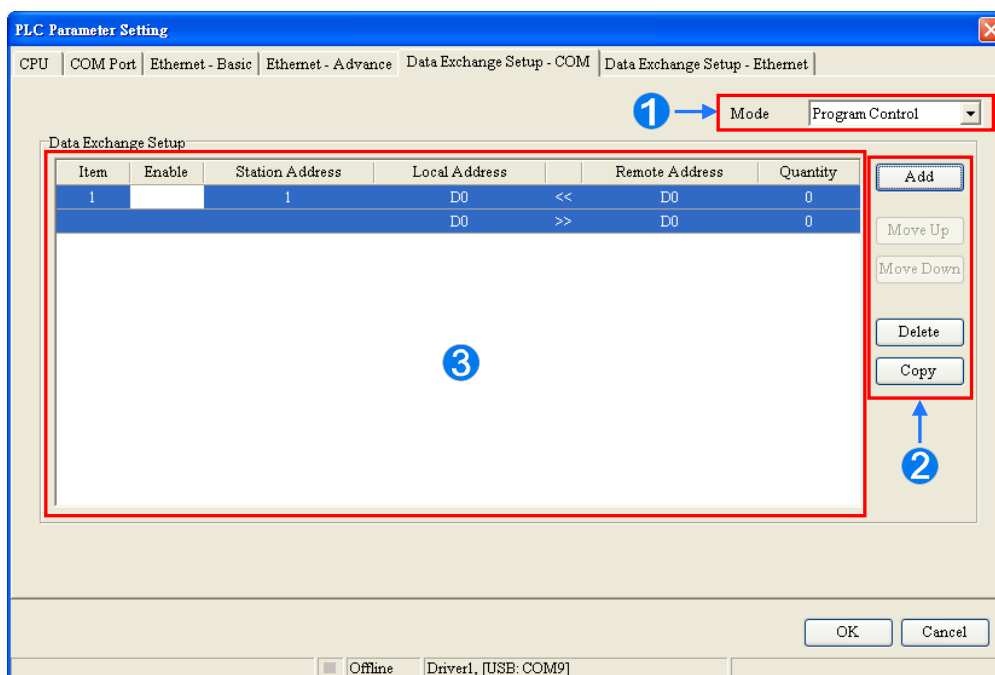 PLC Parameter Setting
CPU COM Port Ethernet - Basic Ethernet - Advance Data Exchange Setup - COM Data Exchange Setup - Ethernet
1 Mode Program Control
Data Exchange Setup
Item Enable Station Address Local Address Remote Address Quantity
1 1 D0 << D0 0
D0 >> D0 0
Add
Move Up
Move Down
Delete
Copy
3
2
OK Cancel
Offline Driver1, [USB: COM9]